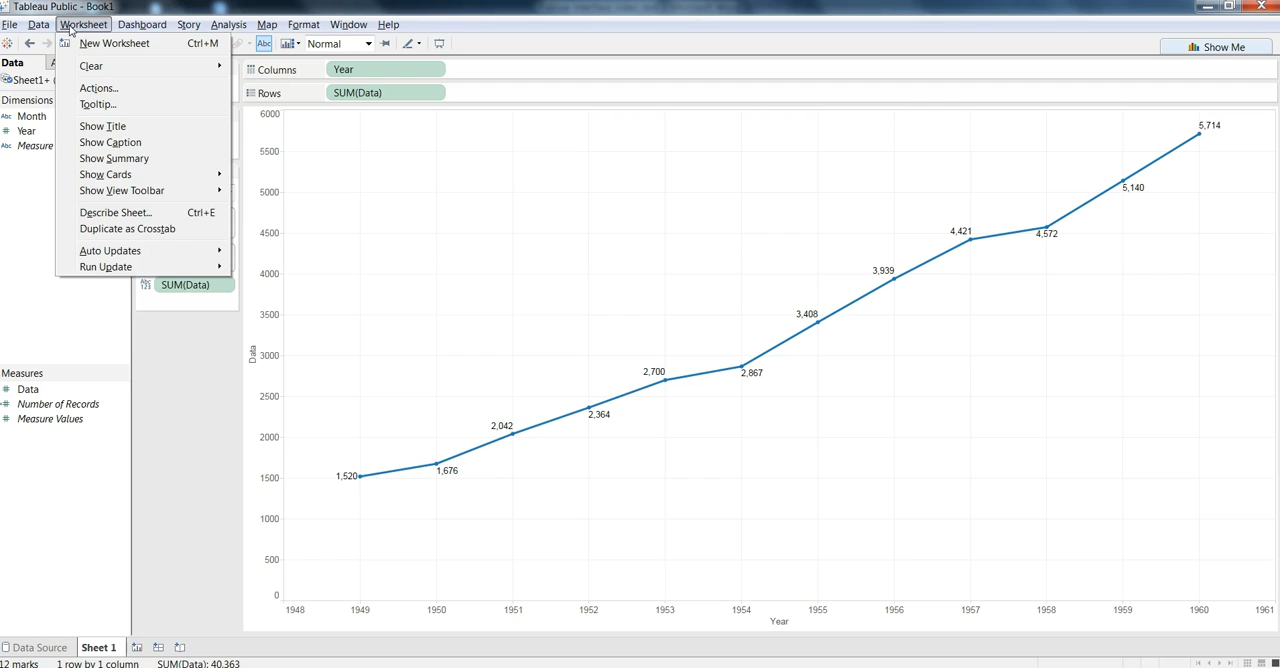 Tableau Public - Book1
File Data Worksheet Dashboard Story Analysis Map Format Window Help
New Worksheet Ctrl+M
Clear
Actions...
Tooltip...
Show Title
Show Caption
Show Summary
Show Cards
Show View Toolbar
Describe Sheet... Ctrl+E
Duplicate as Crosstab
Auto Updates
Run Update
Abc
Normal
Show Me
Data
Sheet1+
Dimensions
Abc Month
# Year
Abc Measure
Measures
# Data
# Number of Records
# Measure Values
Columns Year
Rows SUM(Data)
Abc
123
SUM(Data)
6000
5500
5000
4500
4000
3500
3000
2500
2000
1500
1000
500
0
Data
1,520
1,676
2,042
2,364
2,700
2,867
3,408
3,939
4,421
4,572
5,140
5,714
1948 1949 1950 1951 1952 1953 1954 1955 1956 1957 1958 1959 1960 1961
Year
Data Source Sheet 1
12 marks 1 row by 1 column SUM(Data): 40,363